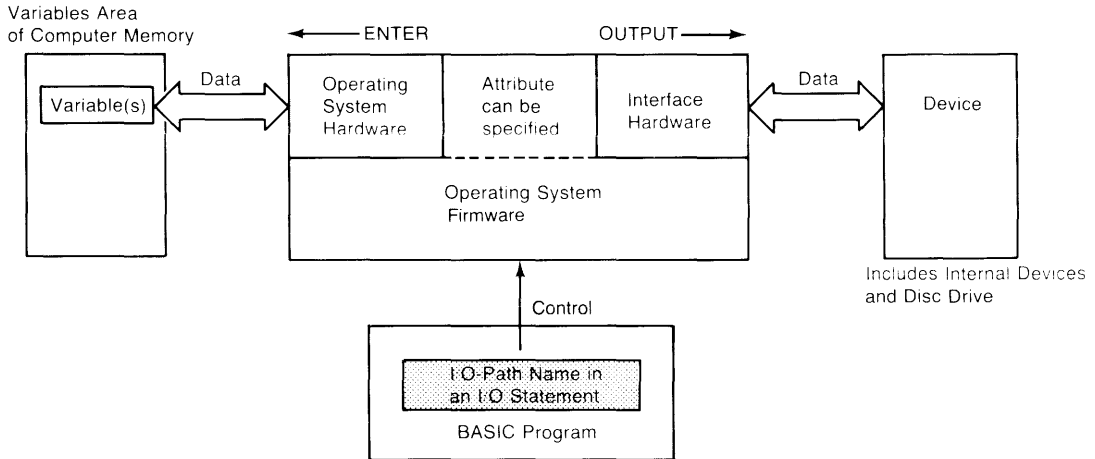 Variables Area
of Computer Memory
ENTER
OUTPUT
Variable(s)
Data
Operating
System
Hardware
Attribute
can be
specified
Interface
Hardware
Data
Device
Operating System
Firmware
Includes Internal Devices
and Disc Drive
Control
I/O-Path Name in
an I/O Statement
BASIC Program